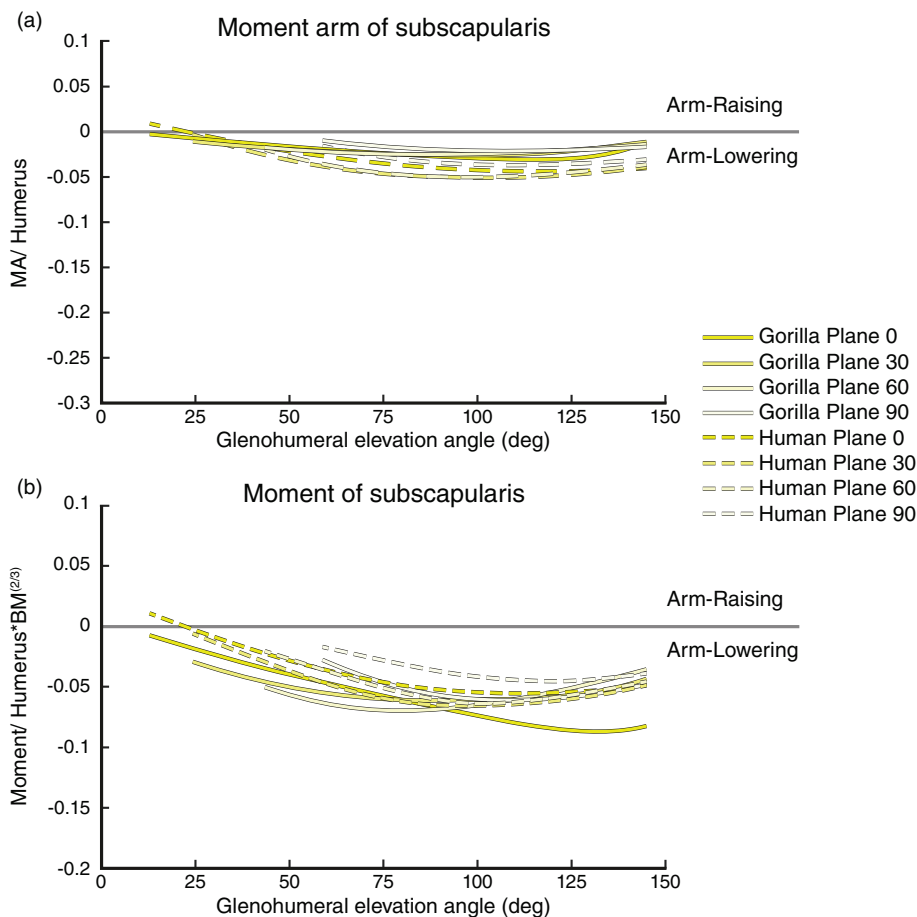 (a)
Moment arm of subscapularis
0.1
0.05
0
-0.05
-0.1
-0.15
-0.2
-0.25
-0.3
MA/ Humerus
Arm-Raising
Arm-Lowering
0 25 50 75 100 125 150
Glenohumeral elevation angle (deg)
Gorilla Plane 0
Gorilla Plane 30
Gorilla Plane 60
Gorilla Plane 90
Human Plane 0
Human Plane 30
Human Plane 60
Human Plane 90
(b)
Moment of subscapularis
0.1
0.05
0
-0.05
-0.1
-0.15
-0.2
Moment/ Humerus*BM(2/3)
Arm-Raising
Arm-Lowering
0 25 50 75 100 125 150
Glenohumeral elevation angle (deg)